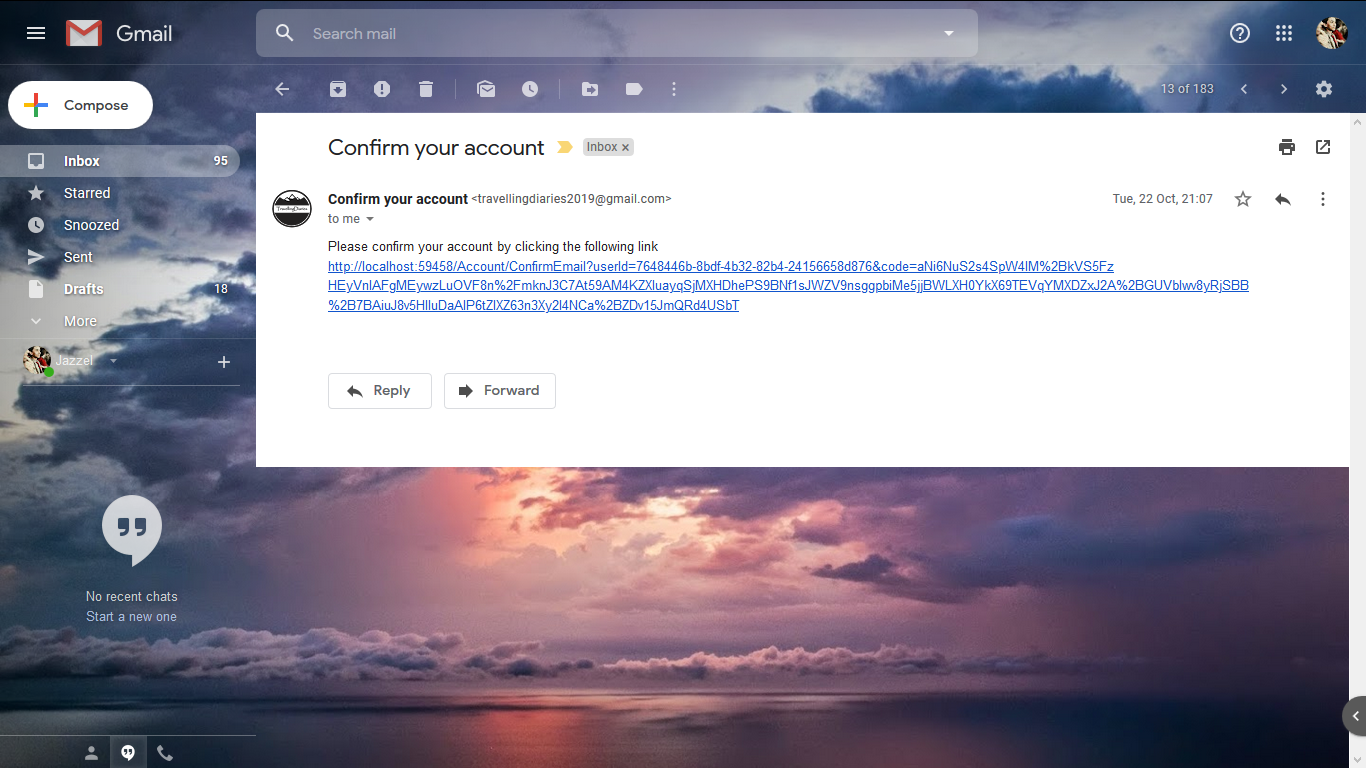 Gmail
Search mail
Compose
13 of 183
Inbox 95
Starred
Snoozed
Sent
Drafts 18
More
Jazzel
No recent chats
Start a new one
Confirm your account Inbox ×
Confirm your account <travellingdiaries2019@gmail.com> Tue, 22 Oct, 21:07
to me
TravellingDiaries
Please confirm your account by clicking the following link
http://localhost:59458/Account/ConfirmEmail?userId=7648446b-8bdf-4b32-82b4-24156658d876&code=aNi6NuS2s4SpW4lM%2BkVS5Fz
HEyVnIAFgMEywzLuOVF8n%2FmknJ3C7At59AM4KZXluayqSjMXHDhePS9BNf1sJWZV9nsggpbiMe5jjBWLXH0YkX69TEVqYMXDZxJ2A%2BGUVblwv8yRjSBB
%2B7BAiuJ8v5HlluDaAlP6tZlXZ63n3Xy2l4NCa%2BZDv15JmQRd4USbT
Reply Forward